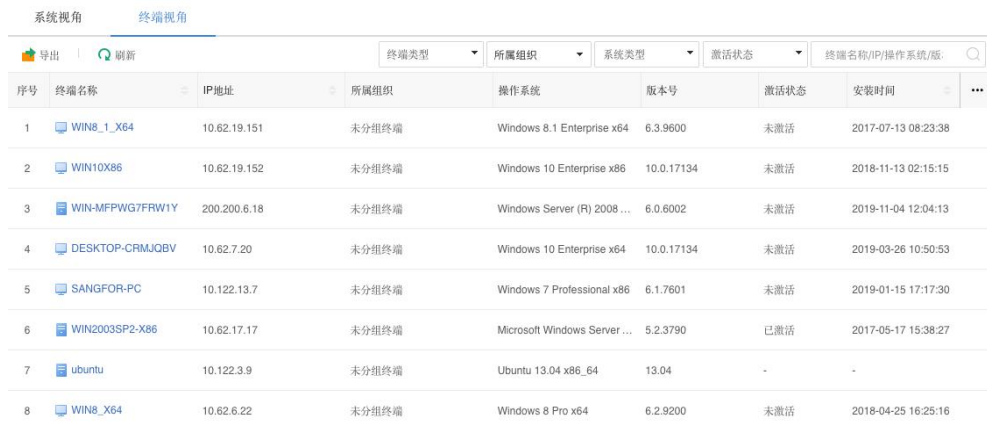 系统视角 终端视角
导出 刷新 终端类型 所属组织 系统类型 激活状态 终端名称/IP/操作系统/版
序号 终端名称 IP地址 所属组织 操作系统 版本号 激活状态 安装时间
1 WIN8_1_X64 10.62.19.151 未分组终端 Windows 8.1 Enterprise x64 6.3.9600 未激活 2017-07-13 08:23:38
2 WIN10X86 10.62.19.152 未分组终端 Windows 10 Enterprise x86 10.0.17134 未激活 2018-11-13 02:15:15
3 WIN-MFPWG7FRW1Y 200.200.6.18 未分组终端 Windows Server (R) 2008 ... 6.0.6002 未激活 2019-11-04 12:04:13
4 DESKTOP-CRMJQBV 10.62.7.20 未分组终端 Windows 10 Enterprise x64 10.0.17134 未激活 2019-03-26 10:50:53
5 SANGFOR-PC 10.122.13.7 未分组终端 Windows 7 Professional x86 6.1.7601 未激活 2019-01-15 17:17:30
6 WIN2003SP2-X86 10.62.17.17 未分组终端 Microsoft Windows Server ... 5.2.3790 已激活 2017-05-17 15:38:27
7 ubuntu 10.122.3.9 未分组终端 Ubuntu 13.04 x86_64 13.04 - -
8 WIN8_X64 10.62.6.22 未分组终端 Windows 8 Pro x64 6.2.9200 未激活 2018-04-25 16:25:16